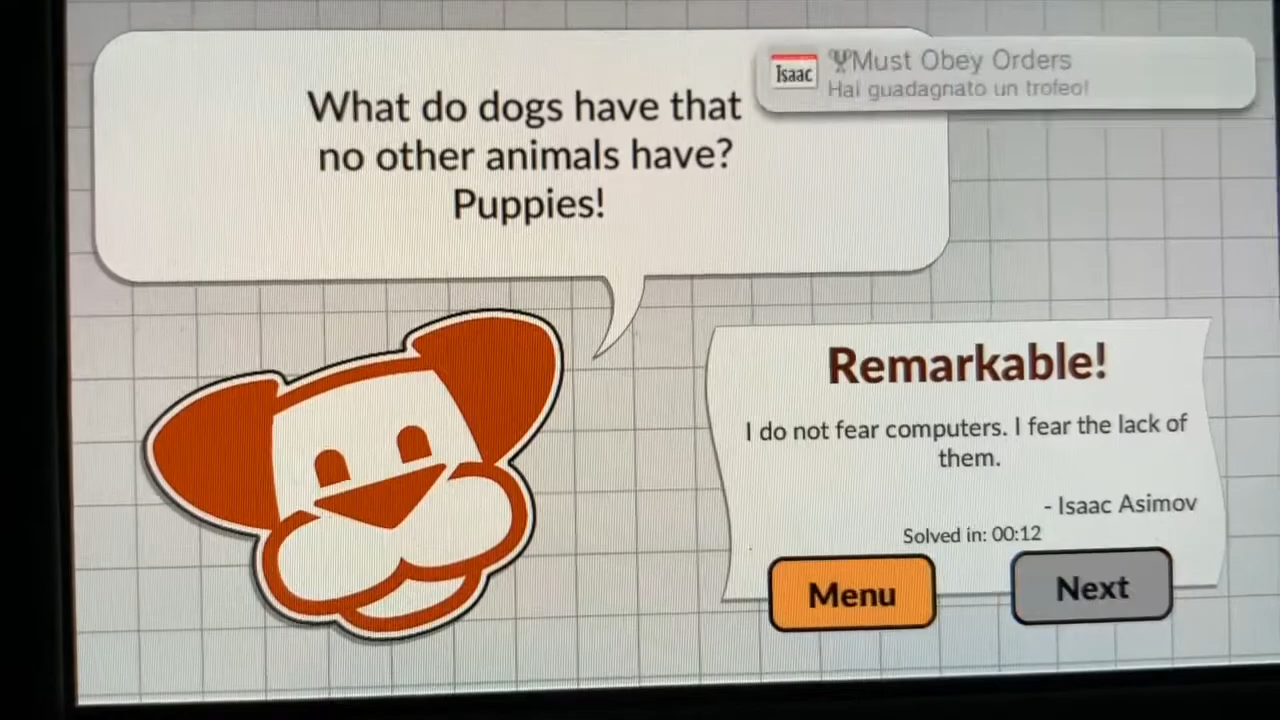 What do dogs have that
no other animals have?
Puppies!
Isaac
Must Obey Orders
Hai guadagnato un trofeo!
Remarkable!
I do not fear computers. I fear the lack of
them.
- Isaac Asimov
Solved in: 00:12
Menu
Next